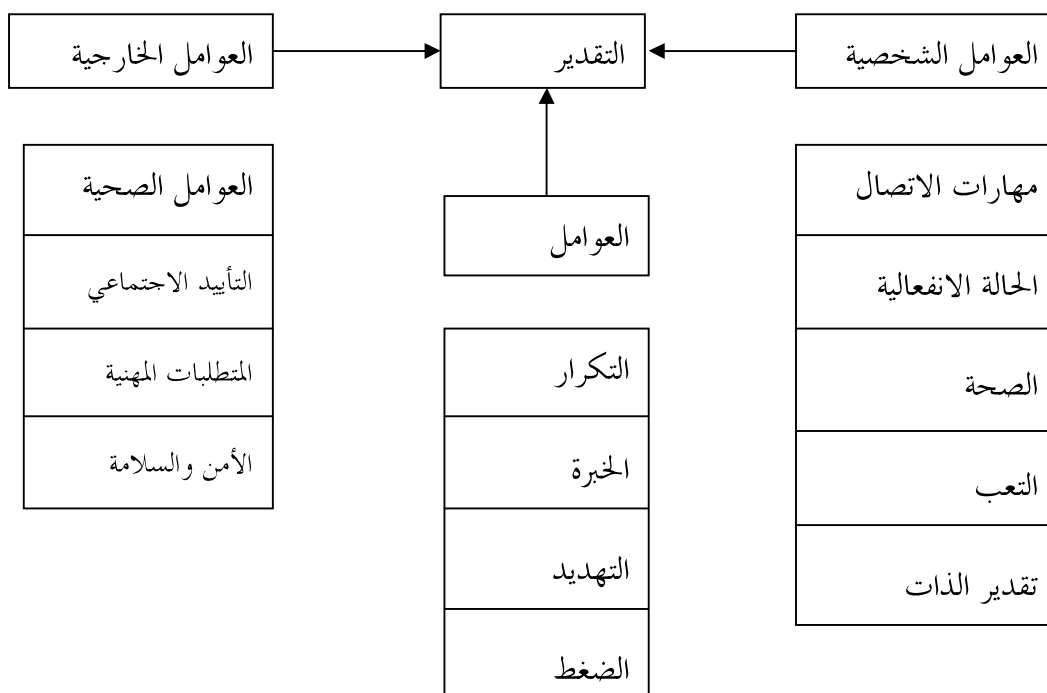 العوامل الشخصية
التقدير
العوامل الخارجية
مهارات الاتصال
الحالة الانفعالية
الصحة
التعب
تقدير الذات
العوامل
التكرار
الخبرة
التهديد
الضغط
العوامل الصحية
التأييد الاجتماعي
المتطلبات المهنية
الأمن والسلامة